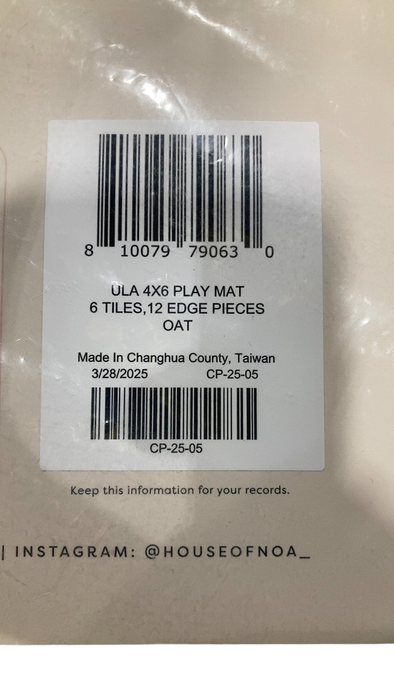 8 10079 79063 0
ULA 4X6 PLAY MAT
6 TILES,12 EDGE PIECES
OAT
Made In Changhua County, Taiwan
3/28/2025 CP-25-05
CP-25-05
Keep this information for your records.
| INSTAGRAM: @HOUSEOFNOA_